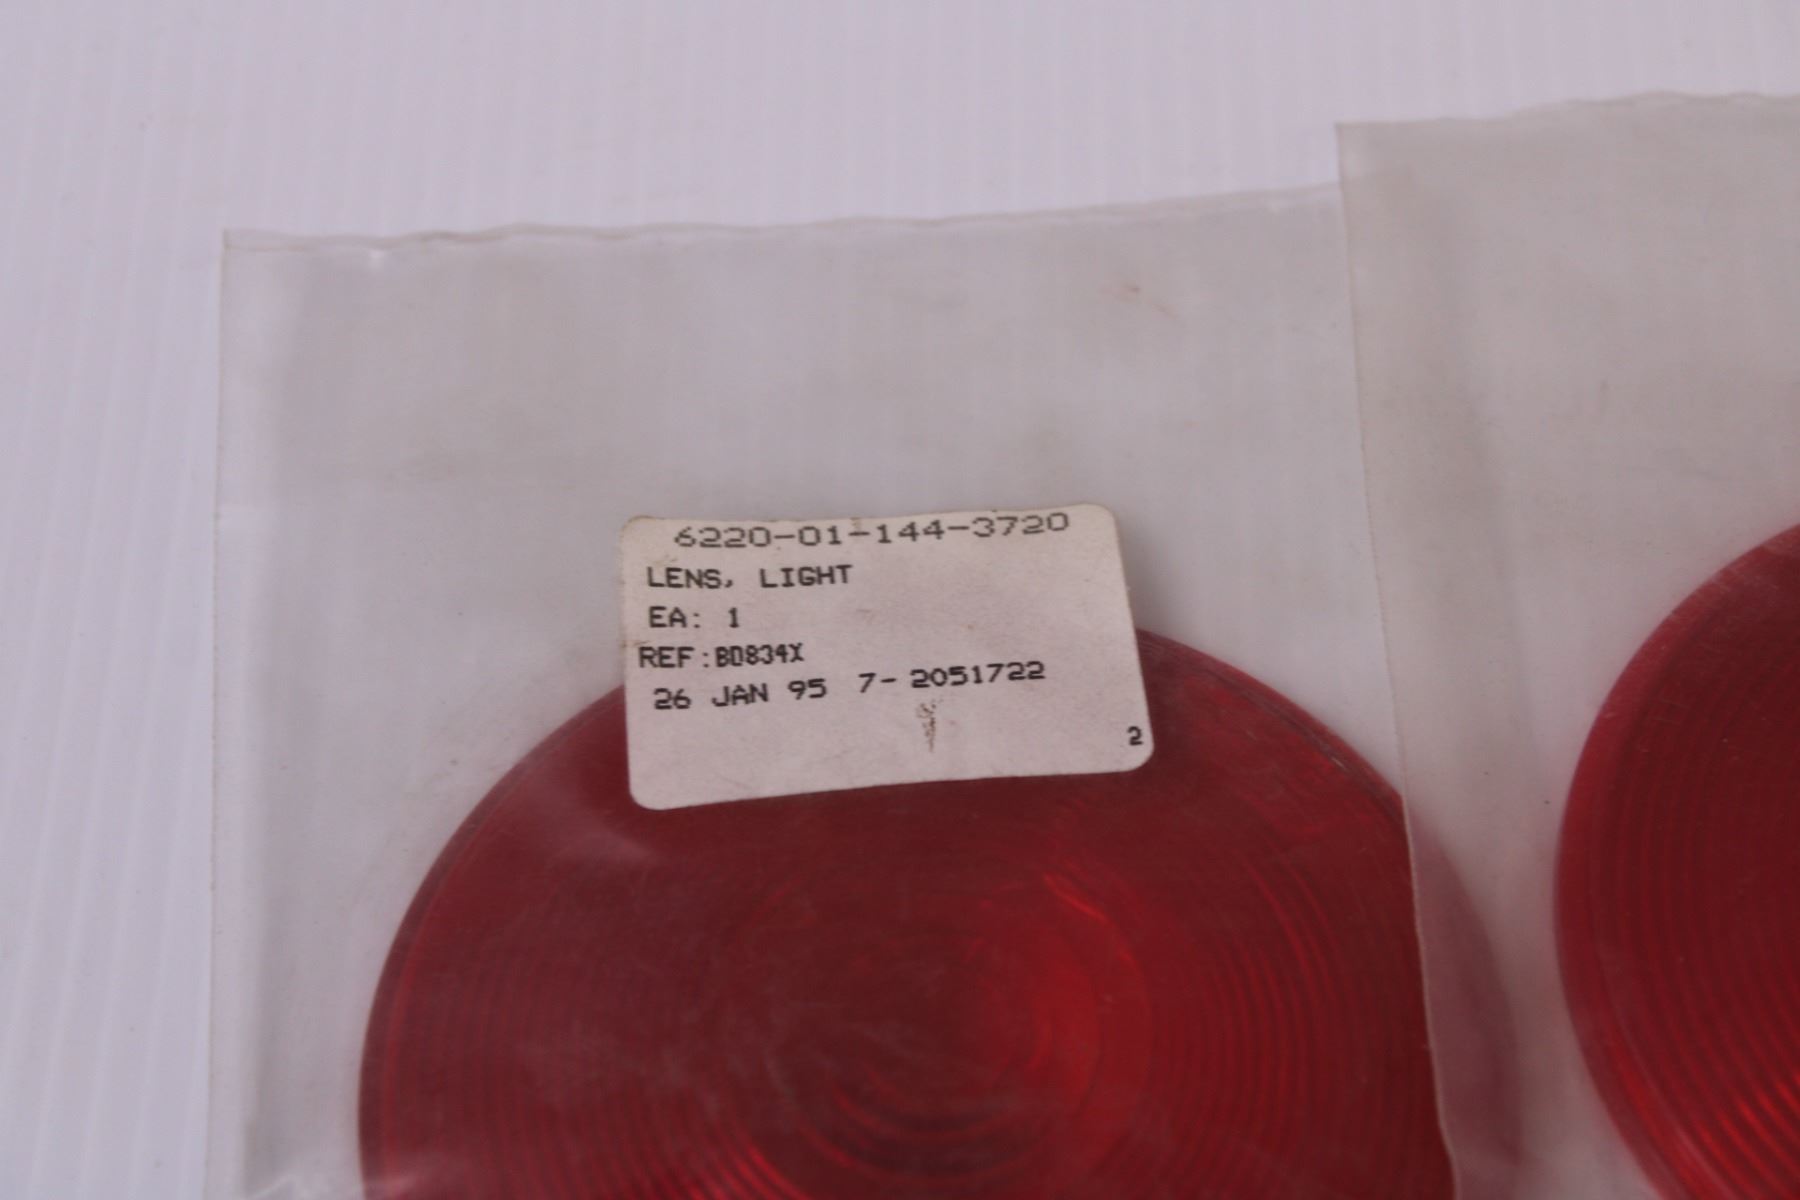 6220-01-144-3720
LENS, LIGHT
EA: 1
REF:BD834X
26 JAN 95 7-2051722
2